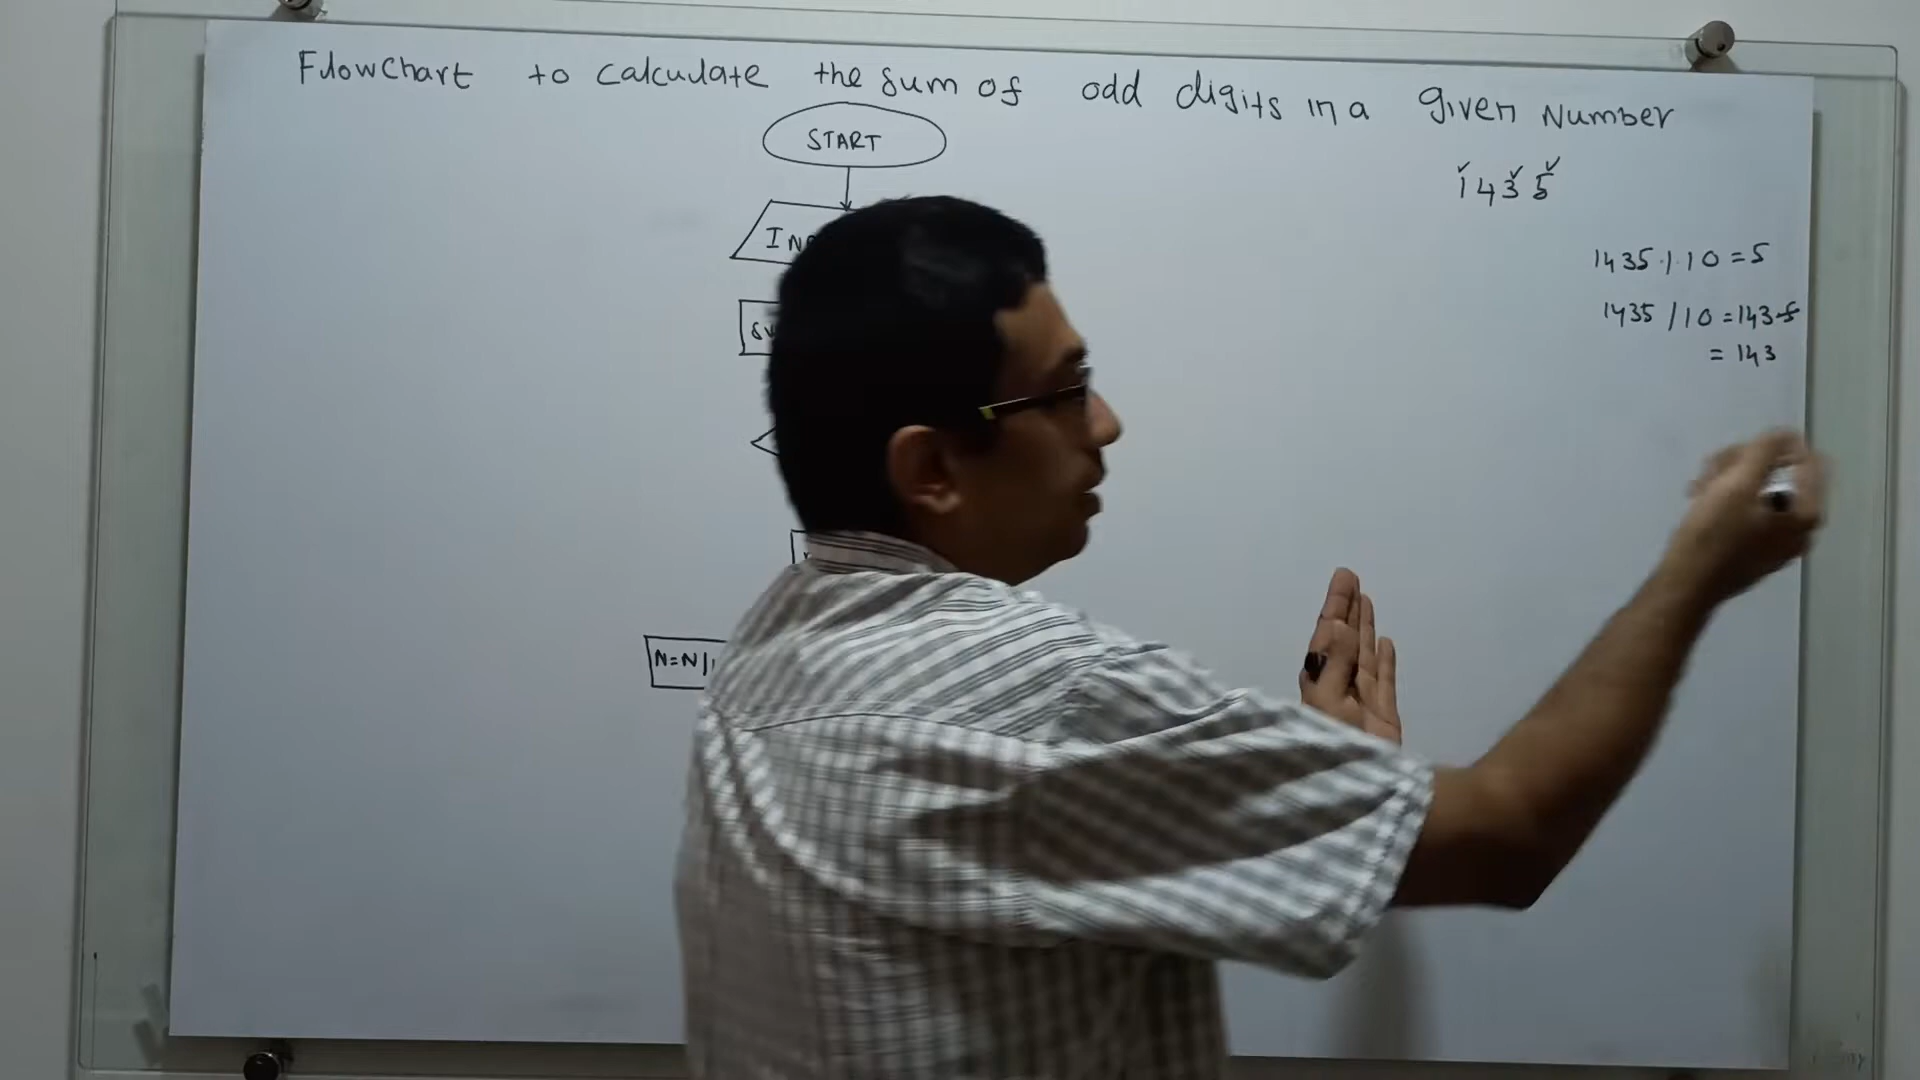 Flowchart to calculate the sum of odd digits in a given Number
START
1435
1435 % 10 = 5
1435 / 10 = 143.5
= 143